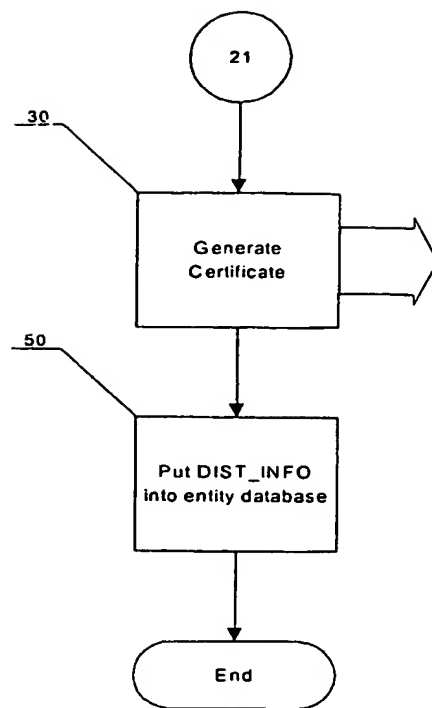 21
30
Generate
Certificate
50
Put DIST_INFO
into entity database
End